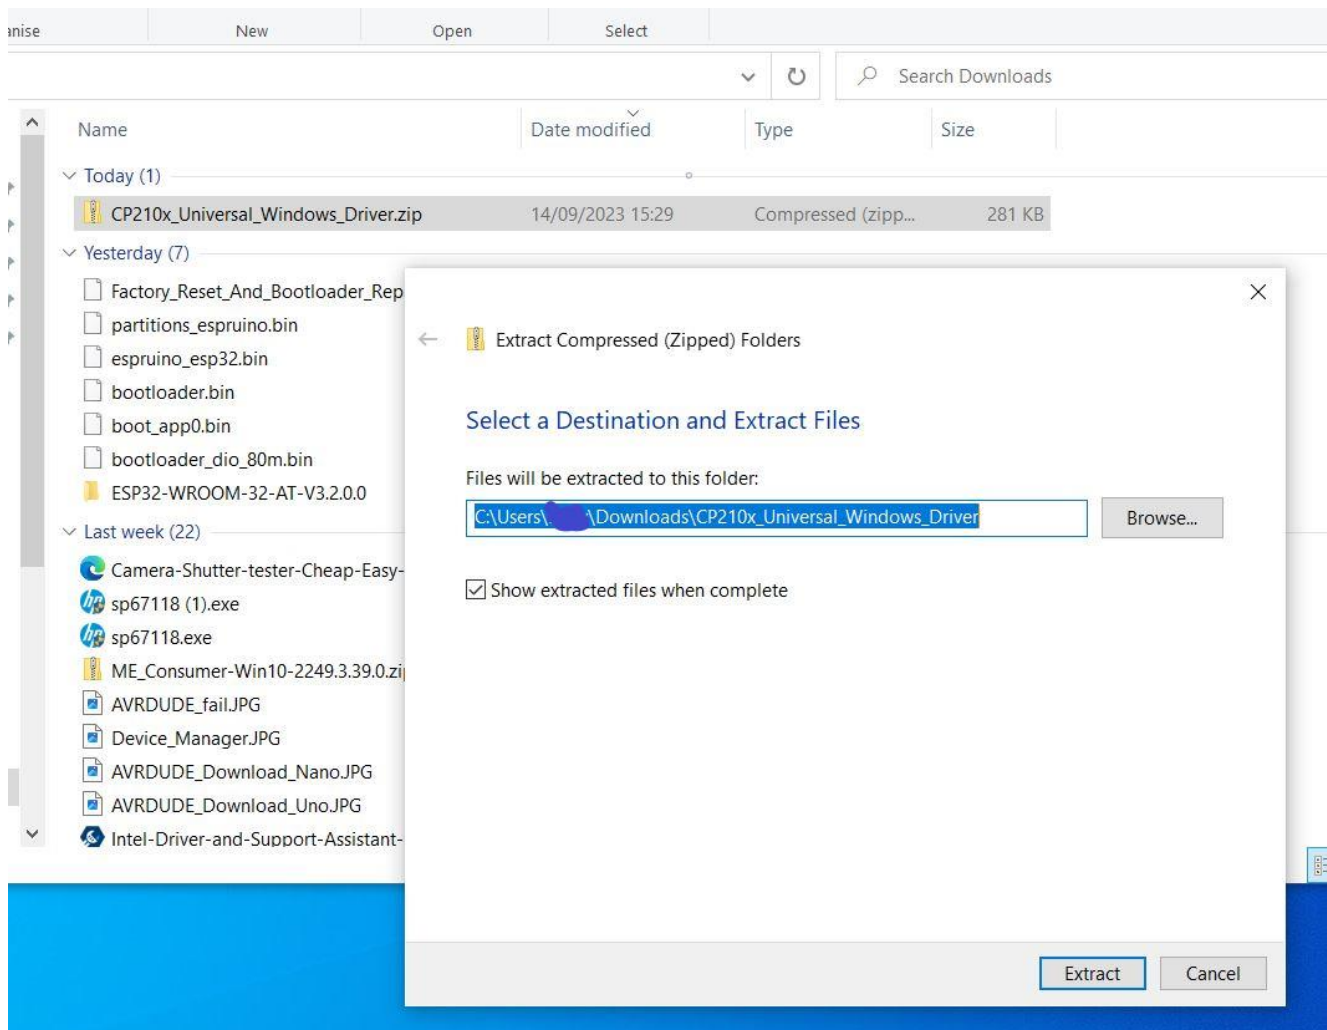 anise New Open Select
Search Downloads
Name Date modified Type Size
Today (1)
CP210x_Universal_Windows_Driver.zip 14/09/2023 15:29 Compressed (zipp... 281 KB
Yesterday (7)
Factory_Reset_And_Bootloader_Rep
partitions_espruino.bin
espruino_esp32.bin
bootloader.bin
boot_app0.bin
bootloader_dio_80m.bin
ESP32-WROOM-32-AT-V3.2.0.0
Last week (22)
Camera-Shutter-tester-Cheap-Easy-
sp67118 (1).exe
sp67118.exe
ME_Consumer-Win10-2249.3.39.0.zip
AVRDUDE_fail.JPG
Device_Manager.JPG
AVRDUDE_Download_Nano.JPG
AVRDUDE_Download_Uno.JPG
Intel-Driver-and-Support-Assistant-
Extract Compressed (Zipped) Folders
Select a Destination and Extract Files
Files will be extracted to this folder:
C:\Users\ \Downloads\CP210x_Universal_Windows_Driver
Browse...
Show extracted files when complete
Extract Cancel